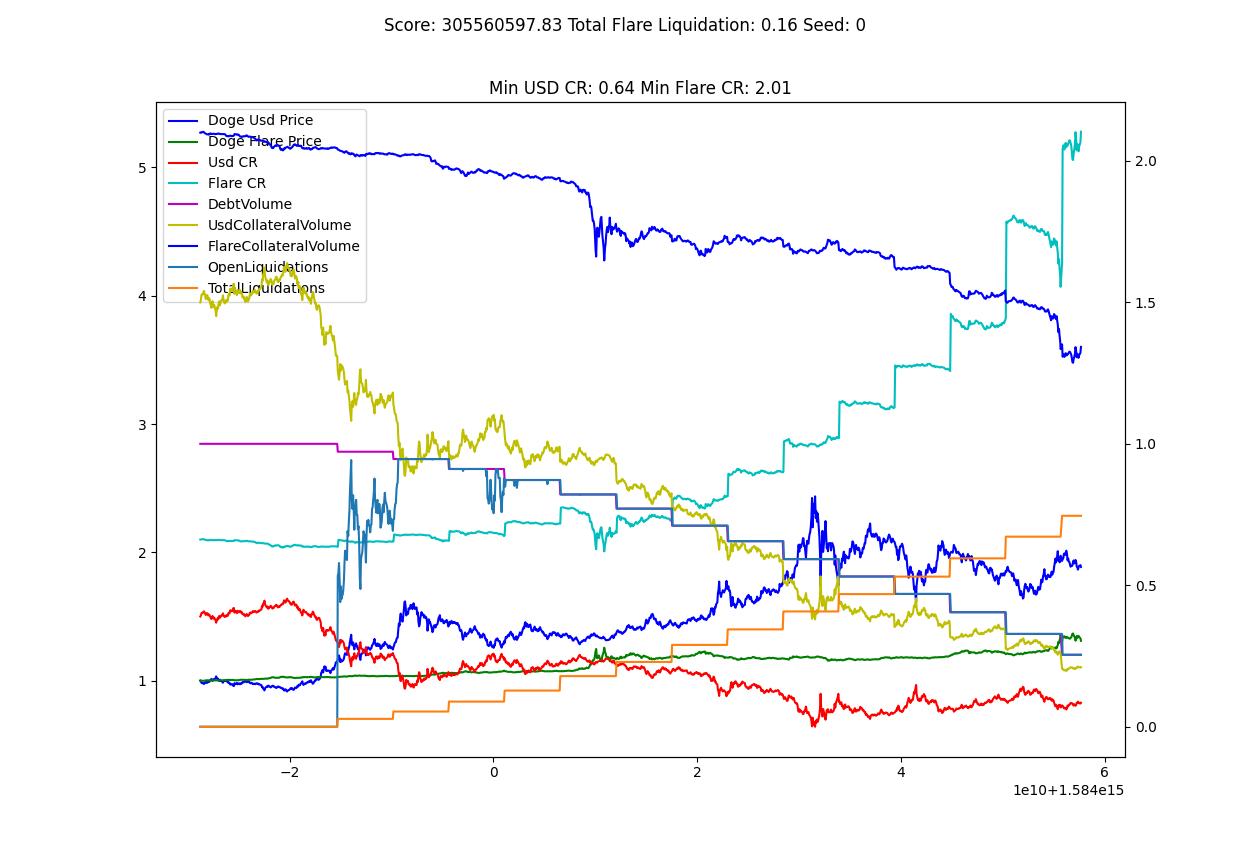 Score: 305560597.83 Total Flare Liquidation: 0.16 Seed: 0
Min USD CR: 0.64 Min Flare CR: 2.01
Doge Usd Price
Doge Flare Price
Usd CR
Flare CR
DebtVolume
UsdCollateralVolume
FlareCollateralVolume
OpenLiquidations
TotalLiquidations
5
4
3
2
1
2.0
1.5
1.0
0.5
0.0
−2
0
2
4
6
1e10+1.584e15